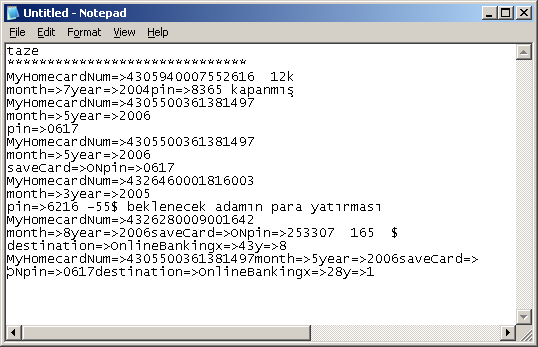 Untitled - Notepad
File Edit Format View Help
taze
******************************
MyHomecardNum=>4305940007552616 12k
month=>7year=>2004pin=>8365 kapanmış
MyHomecardNum=>4305500361381497
month=>5year=>2006
pin=>0617
MyHomecardNum=>4305500361381497
month=>5year=>2006
saveCard=>ONpin=>0617
MyHomecardNum=>4326460001816003
month=>3year=>2005
pin=>6216 -55$ beklenecek adamın para yatırması
MyHomecardNum=>4326280009001642
month=>8year=>2006saveCard=>ONpin=>253307 165 $
destination=>OnlineBankingx=>43y=>8
MyHomecardNum=>4305500361381497month=>5year=>2006saveCard=>
ONpin=>0617destination=>OnlineBankingx=>28y=>1